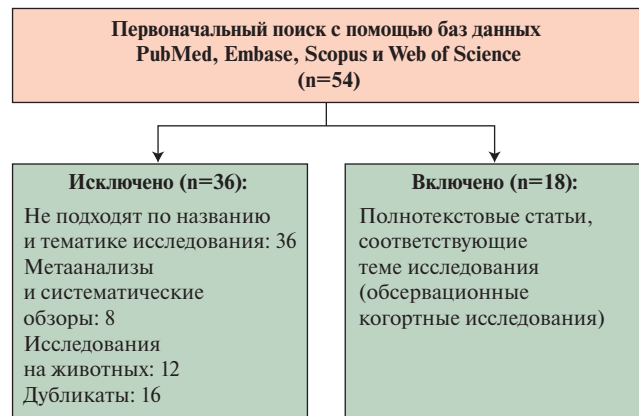 Первоначальный поиск с помощью баз данных
PubMed, Embase, Scopus и Web of Science
(n=54)
Исключено (n=36):
Не подходят по названию
и тематике исследования: 36
Метаанализы
и систематические
обзоры: 8
Исследования
на животных: 12
Дубликаты: 16
Включено (n=18):
Полнотекстовые статьи,
соответствующие
теме исследования
(обсервационные
когортные исследования)